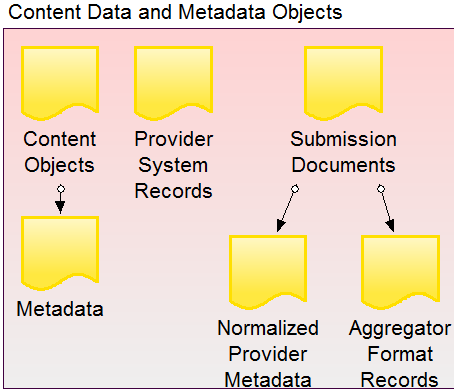 Content Data and Metadata Objects
Content
Objects
Provider
System
Records
Submission
Documents
Metadata
Normalized
Provider
Metadata
Aggregator
Format
Records